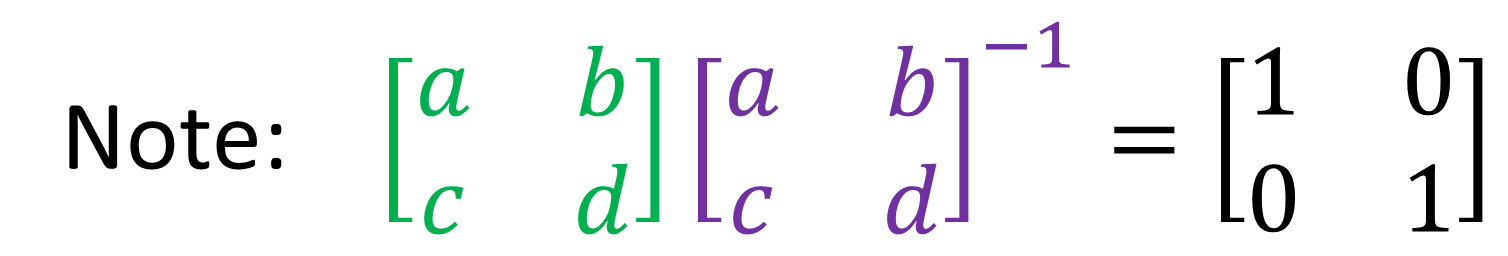 Note: [a b c d] [a b c d]⁻¹ = [1 0 0 1]